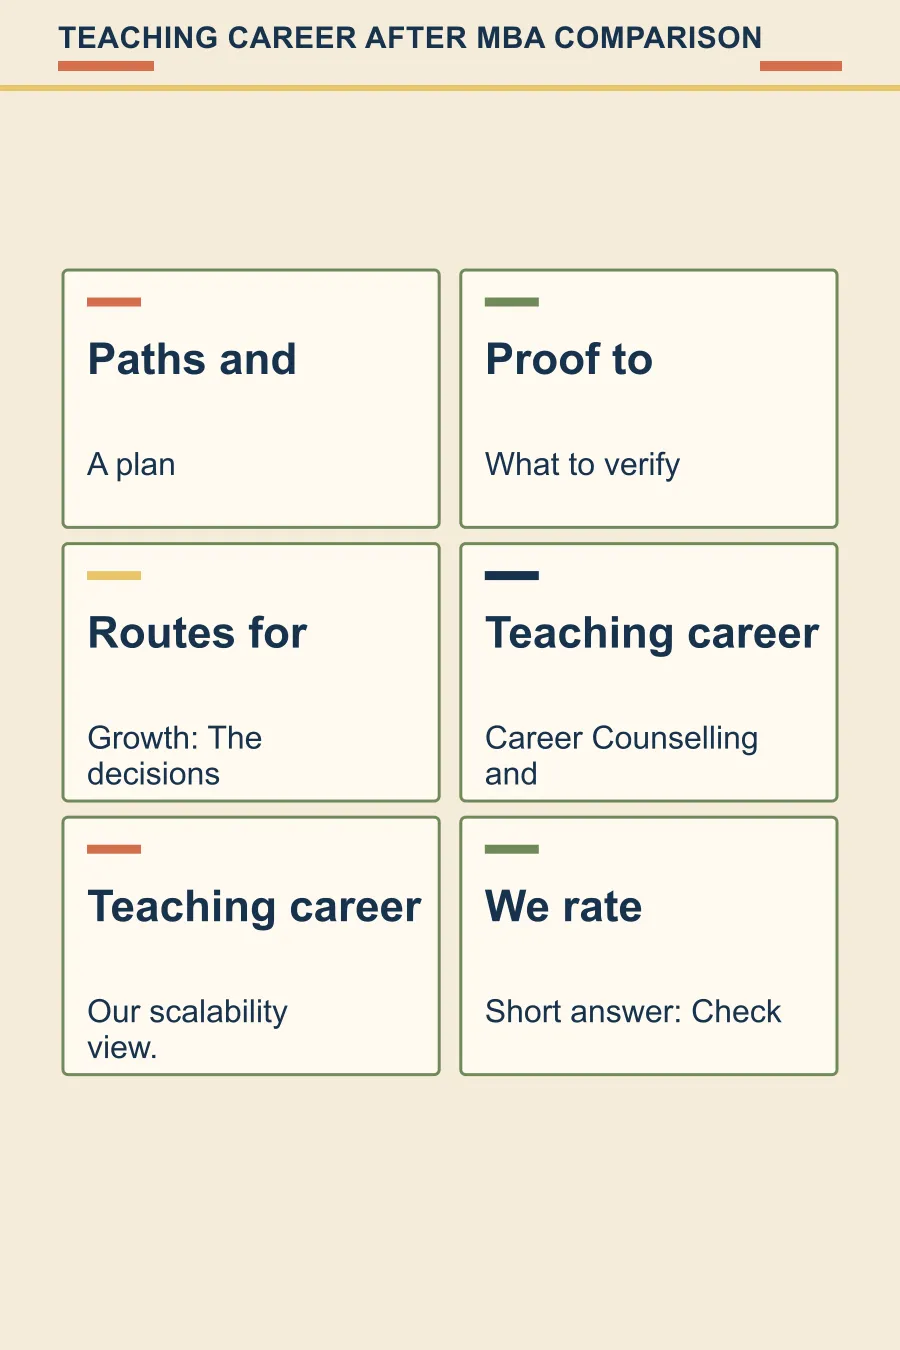 TEACHING CAREER AFTER MBA COMPARISON
Paths and
A plan
Proof to
What to verify
Routes for
Growth: The
decisions
Teaching career
Career Counselling
and
Teaching career
Our scalability
view.
We rate
Short answer: Check